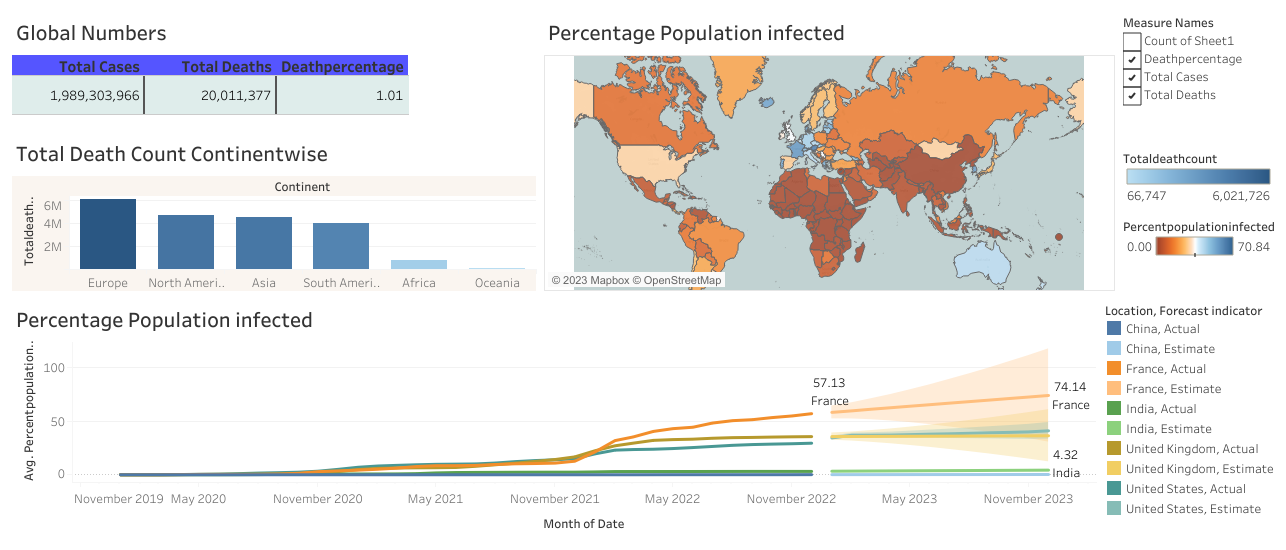 Global Numbers
Total Cases Total Deaths Deathpercentage
1,989,303,966 20,011,377 1.01
Total Death Count Continentwise
Continent
Totaldeath..
6M
4M
2M
Europe North Ameri.. Asia South Ameri.. Africa Oceania
Percentage Population infected
© 2023 Mapbox © OpenStreetMap
Measure Names
Count of Sheet1
Deathpercentage
Total Cases
Total Deaths
Totaldeathcount
66,747 6,021,726
Percentpopulationinfected
0.00 70.84
Percentage Population infected
Avg. Percentpopulation..
100
50
0
57.13
France
74.14
France
4.32
India
November 2019 May 2020 November 2020 May 2021 November 2021 May 2022 November 2022 May 2023 November 2023
Month of Date
Location, Forecast indicator
China, Actual
China, Estimate
France, Actual
France, Estimate
India, Actual
India, Estimate
United Kingdom, Actual
United Kingdom, Estimate
United States, Actual
United States, Estimate